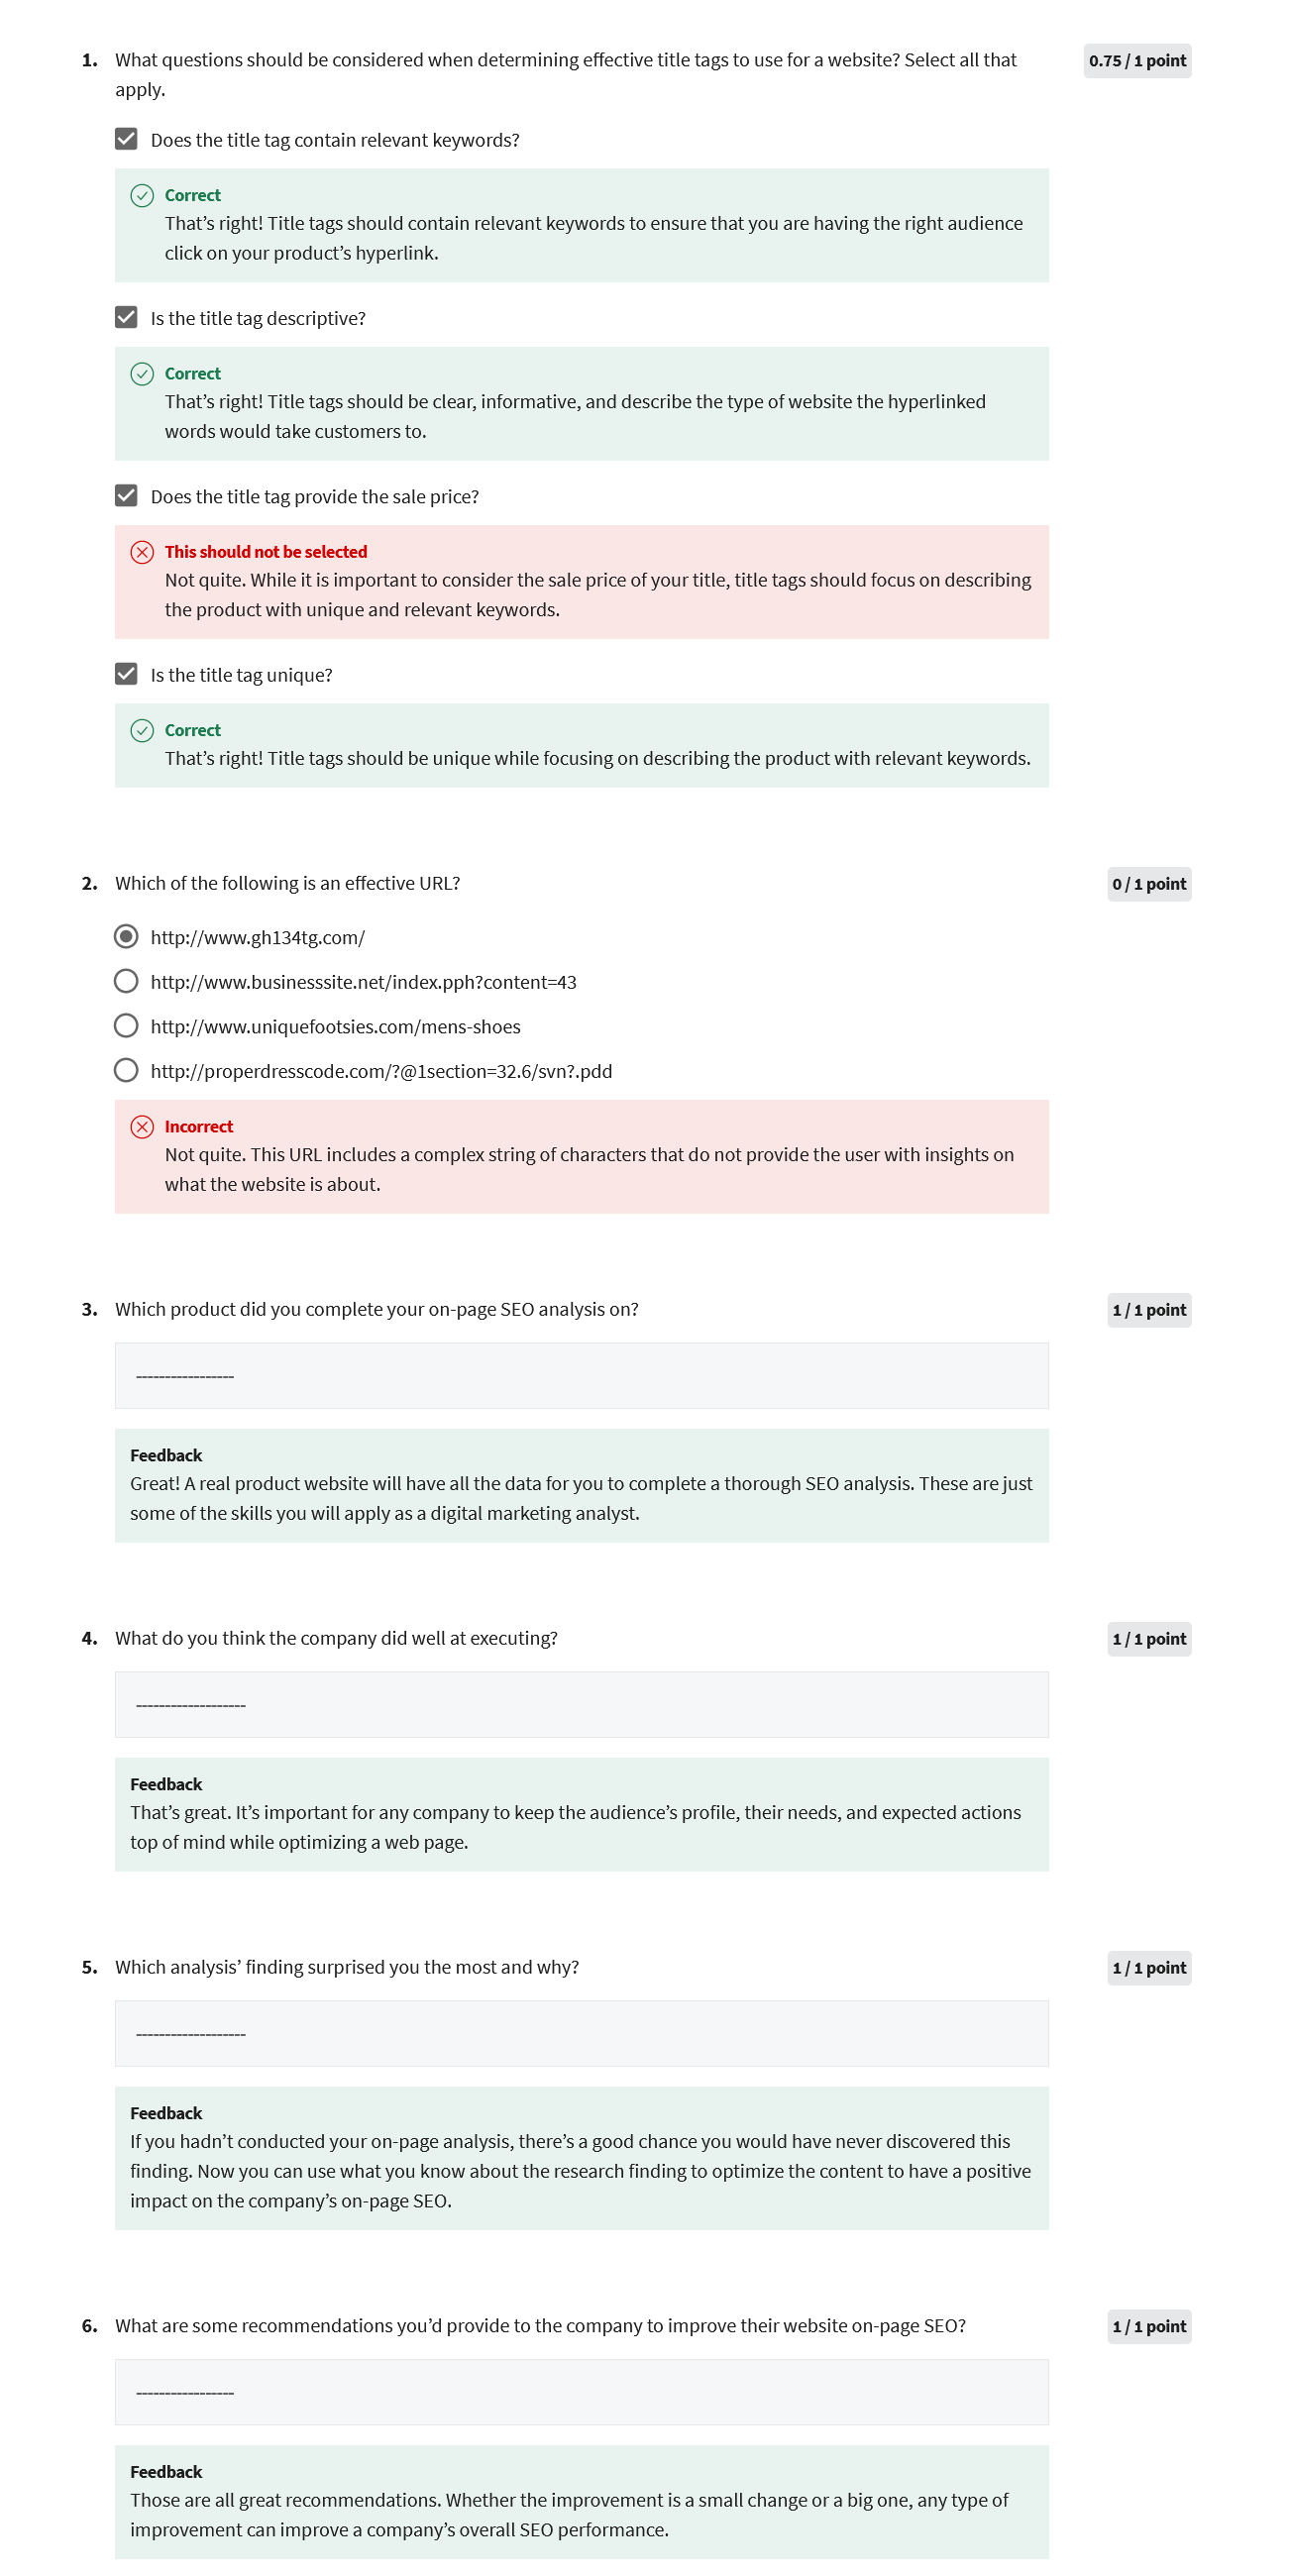 1. What questions should be considered when determining effective title tags to use for a website? Select all that
apply.
0.75 / 1 point
Does the title tag contain relevant keywords?
Correct
That’s right! Title tags should contain relevant keywords to ensure that you are having the right audience
click on your product’s hyperlink.
Is the title tag descriptive?
Correct
That’s right! Title tags should be clear, informative, and describe the type of website the hyperlinked
words would take customers to.
Does the title tag provide the sale price?
This should not be selected
Not quite. While it is important to consider the sale price of your title, title tags should focus on describing
the product with unique and relevant keywords.
Is the title tag unique?
Correct
That’s right! Title tags should be unique while focusing on describing the product with relevant keywords.
2. Which of the following is an effective URL?
0 / 1 point
http://www.gh134tg.com/
http://www.businesssite.net/index.pph?content=43
http://www.uniquefootsies.com/mens-shoes
http://properdresscode.com/?@1section=32.6/svn?.pdd
Incorrect
Not quite. This URL includes a complex string of characters that do not provide the user with insights on
what the website is about.
3. Which product did you complete your on-page SEO analysis on?
1 / 1 point
-----------------
Feedback
Great! A real product website will have all the data for you to complete a thorough SEO analysis. These are just
some of the skills you will apply as a digital marketing analyst.
4. What do you think the company did well at executing?
1 / 1 point
-------------------
Feedback
That’s great. It’s important for any company to keep the audience’s profile, their needs, and expected actions
top of mind while optimizing a web page.
5. Which analysis’ finding surprised you the most and why?
1 / 1 point
-------------------
Feedback
If you hadn’t conducted your on-page analysis, there’s a good chance you would have never discovered this
finding. Now you can use what you know about the research finding to optimize the content to have a positive
impact on the company’s on-page SEO.
6. What are some recommendations you’d provide to the company to improve their website on-page SEO?
1 / 1 point
-----------------
Feedback
Those are all great recommendations. Whether the improvement is a small change or a big one, any type of
improvement can improve a company’s overall SEO performance.